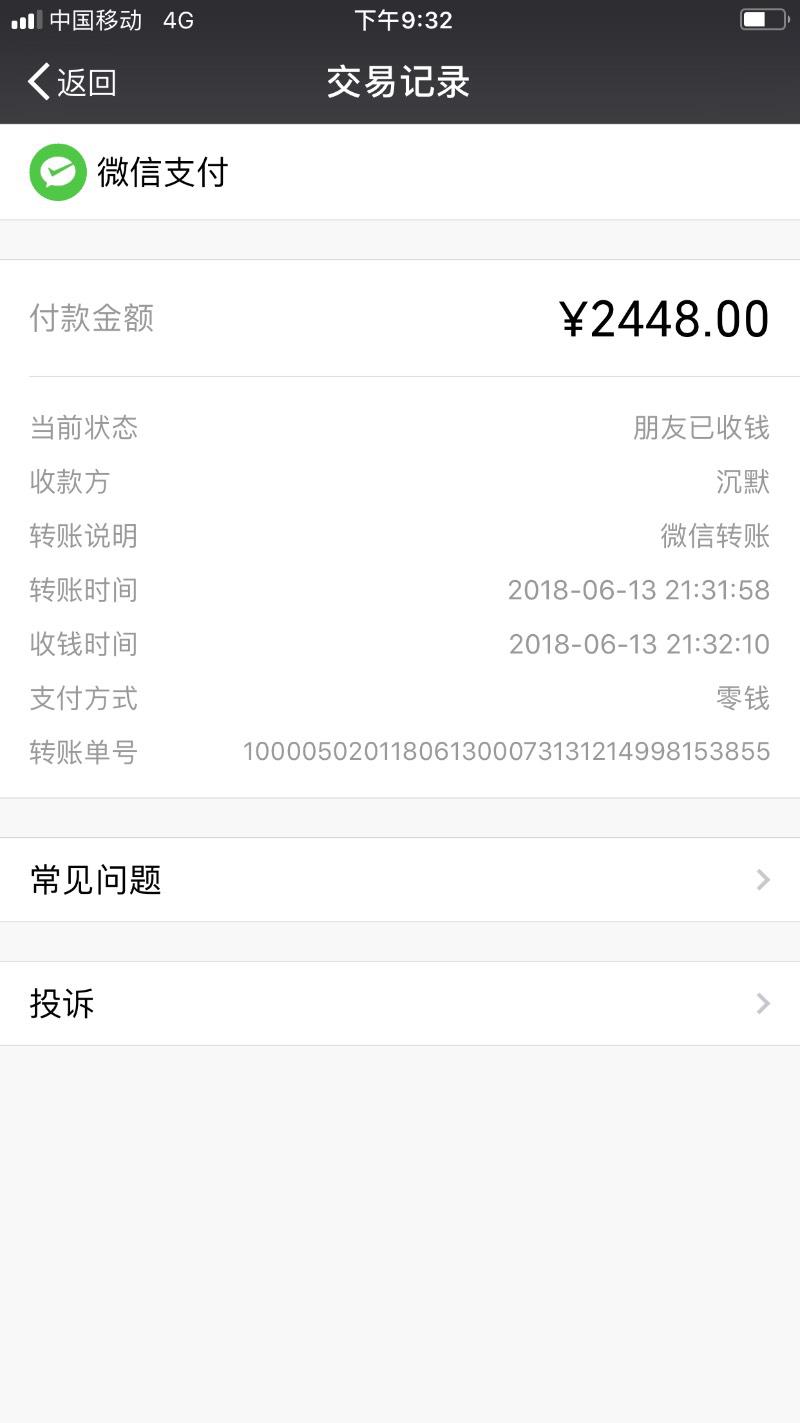 中国移动 4G 下午9:32
返回 交易记录
微信支付
付款金额 ¥2448.00
当前状态 朋友已收钱
收款方 沉默
转账说明 微信转账
转账时间 2018-06-13 21:31:58
收钱时间 2018-06-13 21:32:10
支付方式 零钱
转账单号 100005020118061300073131214998153855
常见问题
投诉